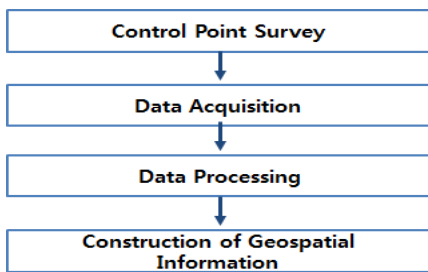 Control Point Survey
Data Acquisition
Data Processing
Construction of Geospatial
Information